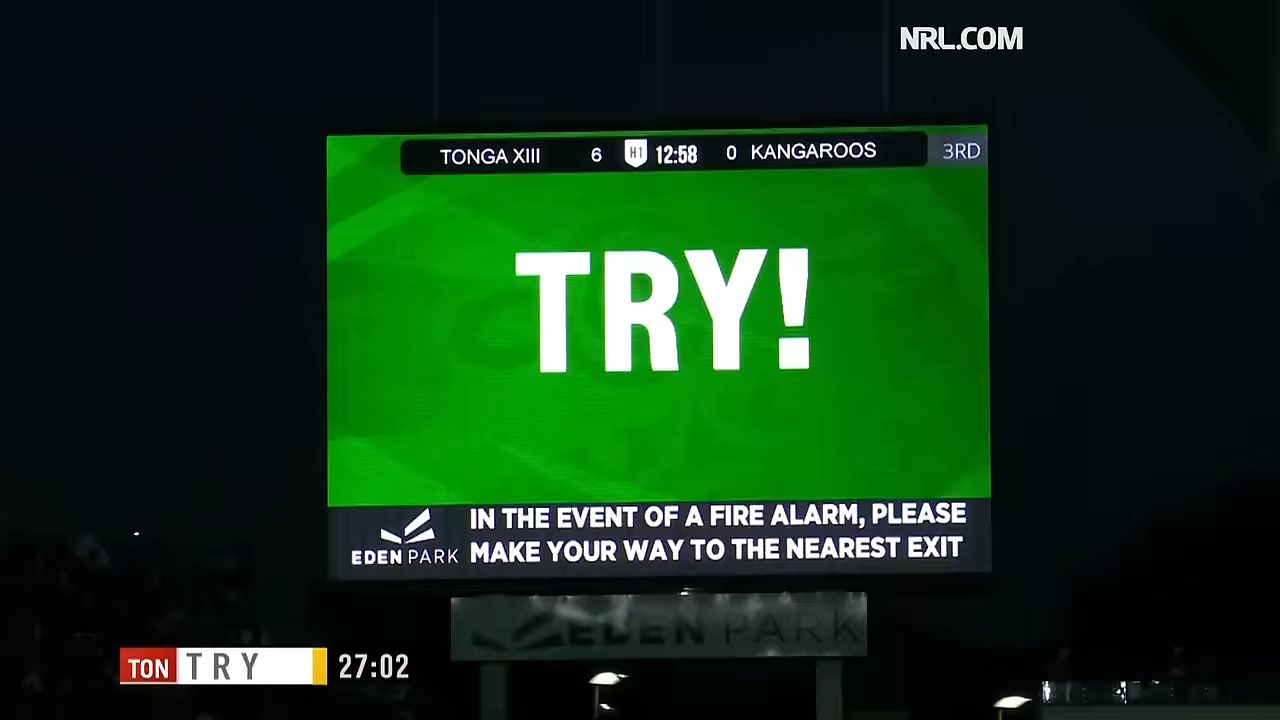 NRL.COM
TONGA XIII 6 H1 12:58 0 KANGAROOS 3RD
TRY!
IN THE EVENT OF A FIRE ALARM, PLEASE
MAKE YOUR WAY TO THE NEAREST EXIT
EDEN PARK
EDEN PARK
TON TRY 27:02